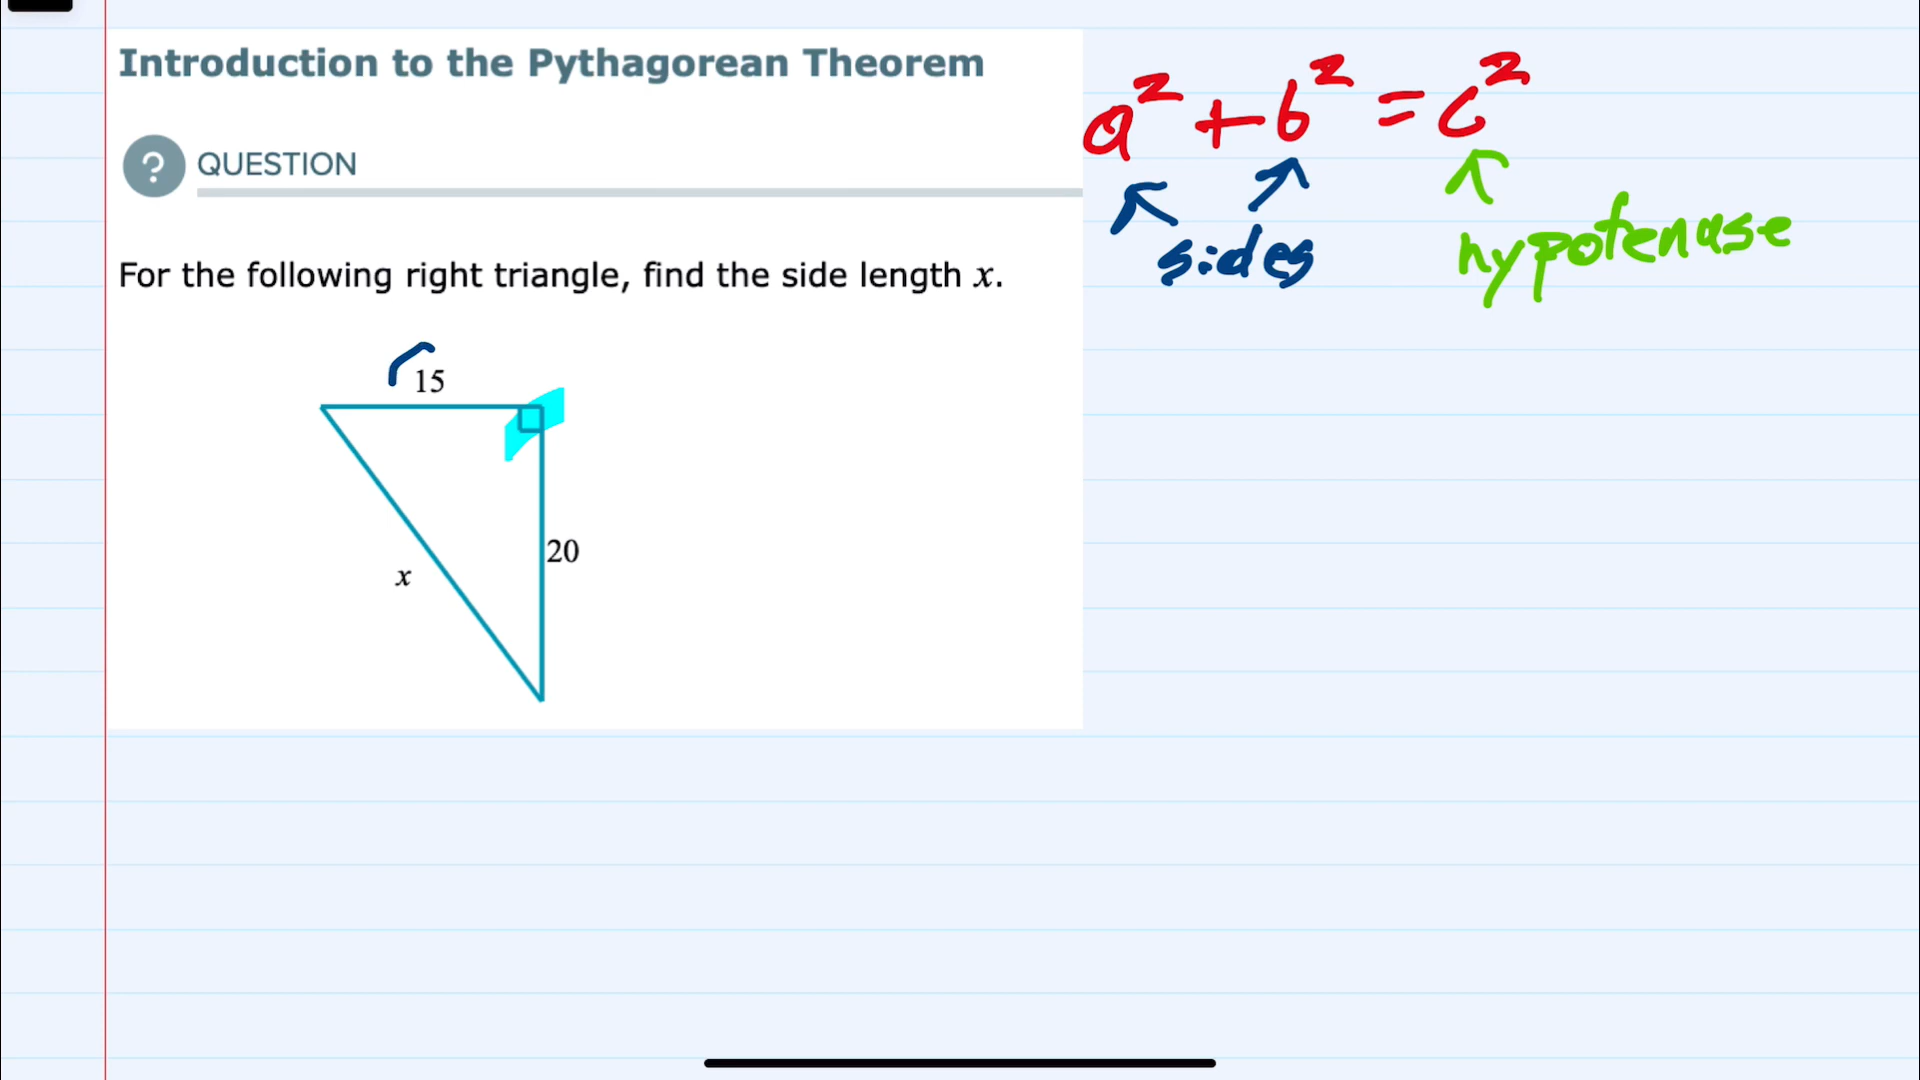 Introduction to the Pythagorean Theorem
? QUESTION
For the following right triangle, find the side length x.
15
20
x
a² + b² = c²
sides
hypotenuse